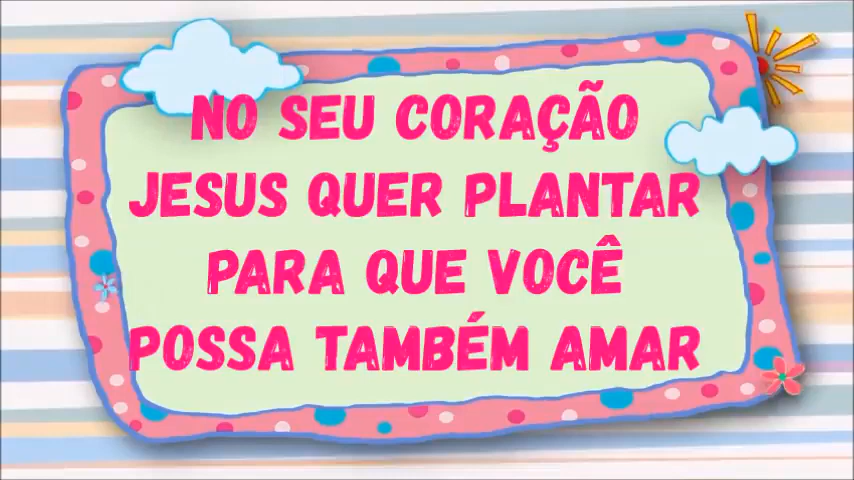 NO SEU CORAÇÃO
JESUS QUER PLANTAR
PARA QUE VOCÊ
POSSA TAMBÉM AMAR